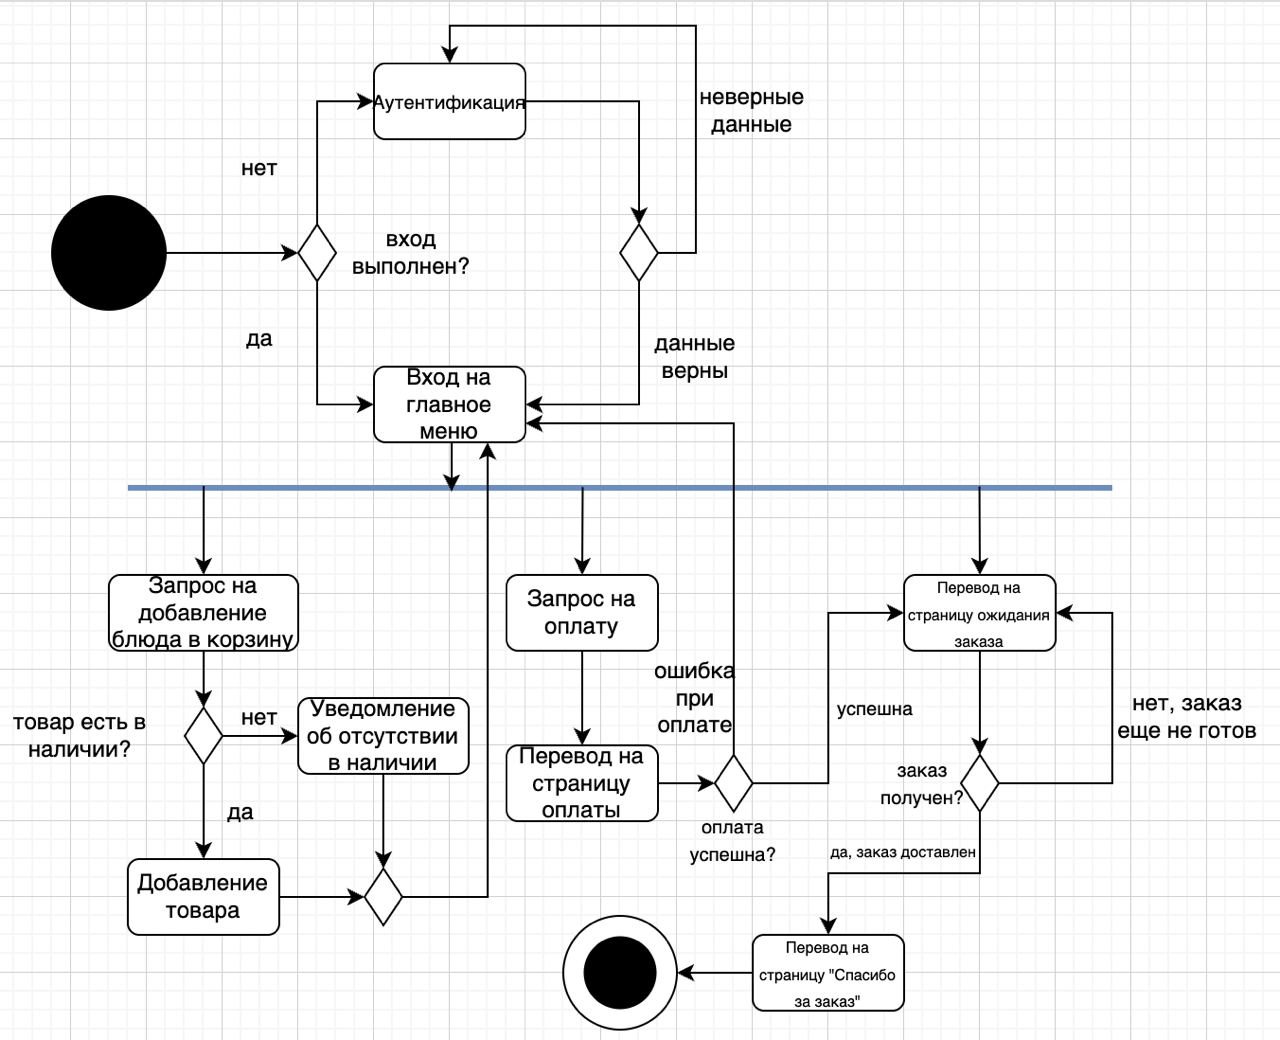 Аутентификация
неверные
данные
нет
вход
выполнен?
да
данные
верны
Вход на
главное
меню
Запрос на
добавление
блюда в корзину
Запрос на
оплату
Перевод на
страницу ожидания
заказа
товар есть в
наличии?
нет
Уведомление
об отсутствии
в наличии
ошибка
при
оплате
успешна
нет, заказ
еще не готов
Перевод на
страницу
оплаты
заказ
получен?
да
оплата
успешна?
да, заказ доставлен
Добавление
товара
Перевод на
страницу "Спасибо
за заказ"